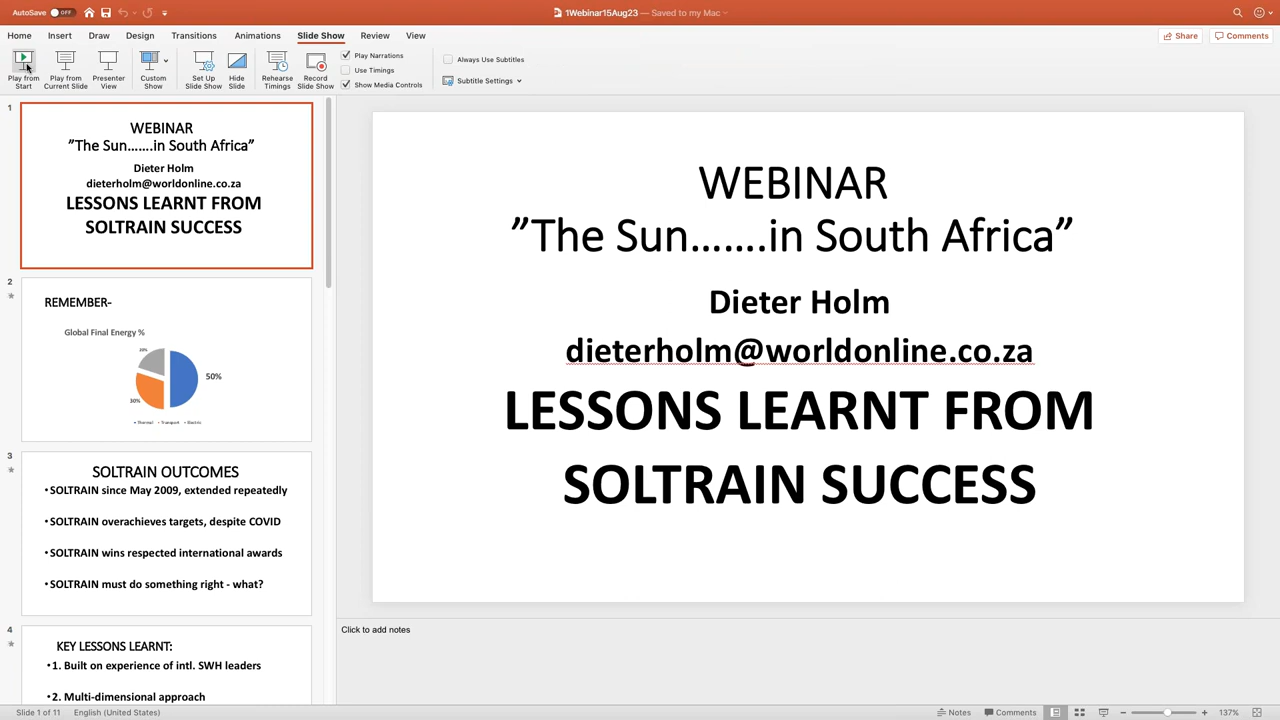 AutoSave OFF
1Webinar15Aug23 — Saved to my Mac
Home Insert Draw Design Transitions Animations Slide Show Review View
Share Comments
Play from Start
Play from Current Slide
Presenter View
Custom Show
Set Up Slide Show
Hide Slide
Rehearse Timings
Record Slide Show
Play Narrations
Use Timings
Show Media Controls
Always Use Subtitles
Subtitle Settings
1
WEBINAR
”The Sun…….in South Africa”
Dieter Holm
dieterholm@worldonline.co.za
LESSONS LEARNT FROM
SOLTRAIN SUCCESS
2
REMEMBER-
Global Final Energy %
20%
50%
30%
• Thermal • Transport • Electric
3
SOLTRAIN OUTCOMES
•SOLTRAIN since May 2009, extended repeatedly
•SOLTRAIN overachieves targets, despite COVID
•SOLTRAIN wins respected international awards
•SOLTRAIN must do something right - what?
4
KEY LESSONS LEARNT:
•1. Built on experience of intl. SWH leaders
•2. Multi-dimensional approach
WEBINAR
”The Sun…….in South Africa”
Dieter Holm
dieterholm@worldonline.co.za
LESSONS LEARNT FROM
SOLTRAIN SUCCESS
Click to add notes
Slide 1 of 11 English (United States)
Notes Comments 137%